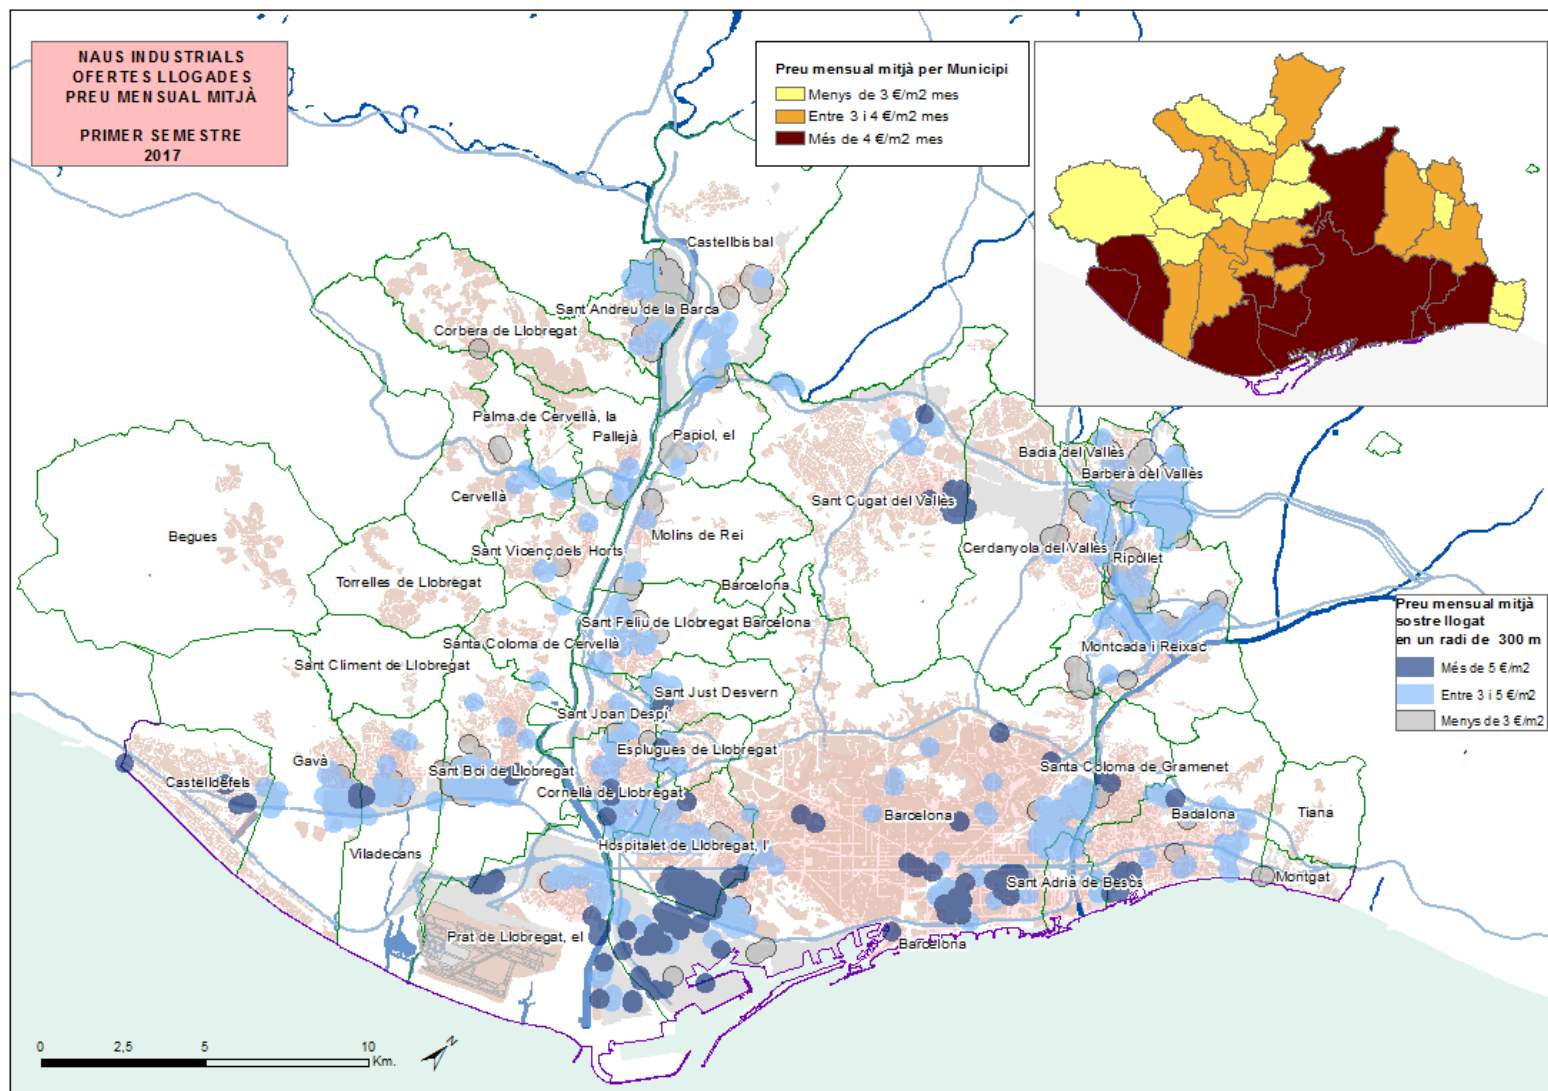 NAUS INDUSTRIALS
OFERTES LLOGADES
PREU MENSUAL MITJÀ
PRIMER SEMESTRE
2017
Preu mensual mitjà per Municipi
Menys de 3 €/m2 mes
Entre 3 i 4 €/m2 mes
Més de 4 €/m2 mes
Castellbisbal
Sant Andreu de la Barca
Corbera de Llobregat
Palma de Cervellà, la
Pallejà
Papiol, el
Badia del Vallès
Barberà del Vallès
Cervellà
Sant Cugat del Vallès
Begues
Molins de Rei
Sant Vicenç dels Horts
Cerdanyola del Vallès
Ripollet
Torrelles de Llobregat
Barcelona
Preu mensual mitjà
sostre llogat
en un radi de 300 m
Més de 5 €/m2
Entre 3 i 5 €/m2
Menys de 3 €/m2
Sant Feliu de Llobregat
Barcelona
Santa Coloma de Cervellà
Montcada i Reixac
Sant Climent de Llobregat
Sant Just Desvern
Sant Joan Despí
Esplugues de Llobregat
Gavà
Sant Boi de Llobregat
Santa Coloma de Gramenet
Castelldefels
Cornellà de Llobregat
Barcelona
Badalona
Tiana
Viladecans
Hospitalet de Llobregat, l'
Sant Adrià de Besòs
Montgat
Prat de Llobregat, el
Barcelona
0
2,5
5
10
Km.
N